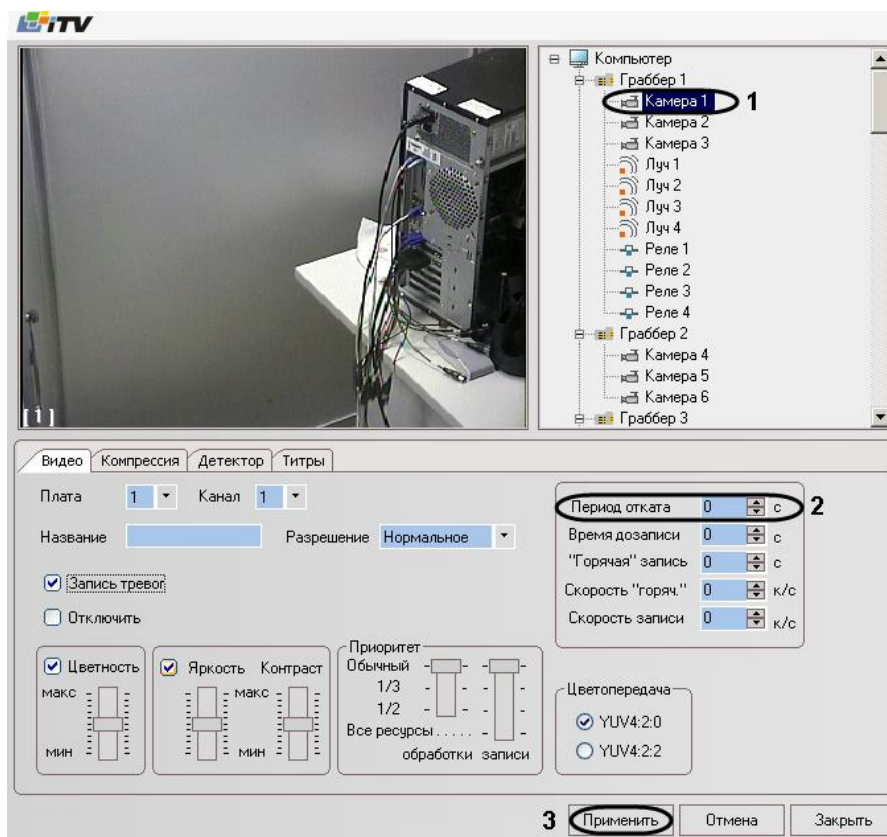 iTV
Компьютер
Граббер 1
Камера 1
1
Камера 2
Камера 3
Луч 1
Луч 2
Луч 3
Луч 4
Реле 1
Реле 2
Реле 3
Реле 4
Граббер 2
Камера 4
Камера 5
Камера 6
Граббер 3
[1]
Видео Компрессия Детектор Титры
Плата 1 Канал 1
Название Разрешение Нормальное
Запись тревог
Отключить
Период отката 0 с 2
Время дозаписи 0 с
"Горячая" запись 0 с
Скорость "горяч." 0 к/с
Скорость записи 0 к/с
Цветность
макс
мин
Яркость Контраст
макс
мин
Приоритет
Обычный
1/3
1/2
Все ресурсы.....
обработки записи
Цветопередача
YUV4:2:0
YUV4:2:2
3 Применить Отмена Закрыть